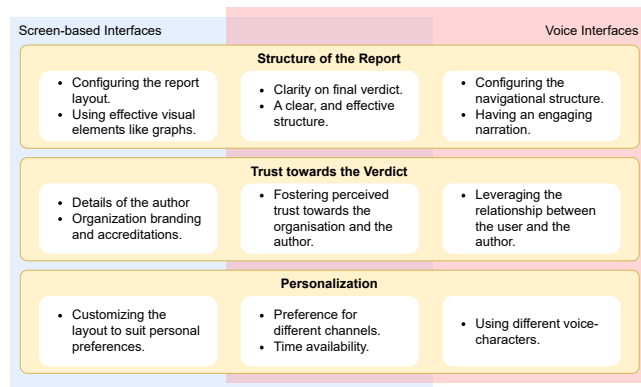 Screen-based Interfaces
Voice Interfaces
Structure of the Report
• Configuring the report
layout.
• Using effective visual
elements like graphs.
• Clarity on final verdict.
• A clear, and effective
structure.
• Configuring the
navigational structure.
• Having an engaging
narration.
Trust towards the Verdict
• Details of the author
• Organization branding
and accreditations.
• Fostering perceived
trust towards the
organisation and the
author.
• Leveraging the
relationship between
the user and the
author.
Personalization
• Customizing the
layout to suit personal
preferences.
• Preference for
different channels.
• Time availability.
• Using different voice-
characters.